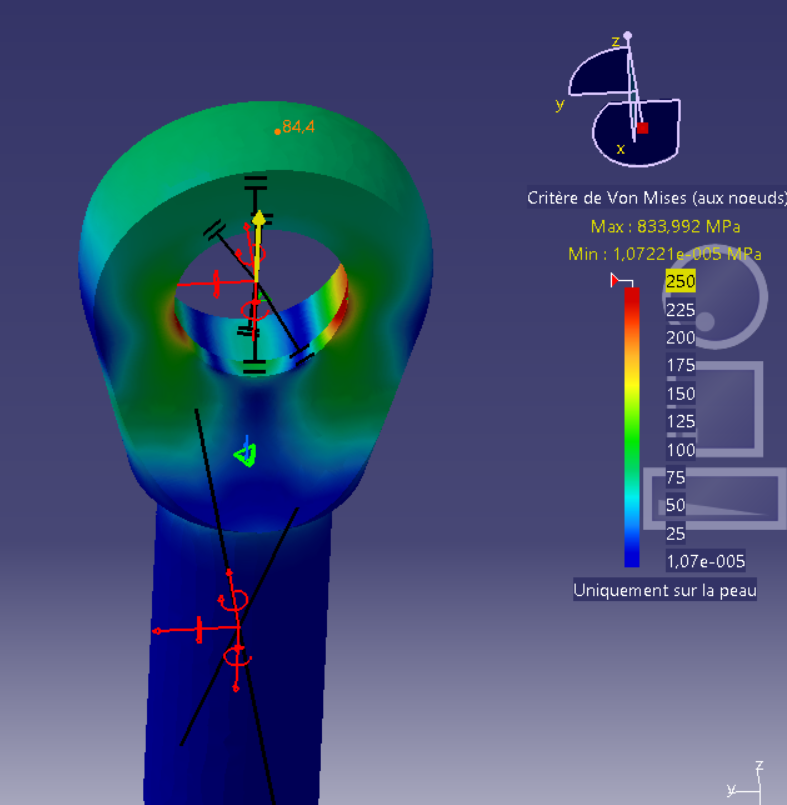 z
y
x
84,4
Critère de Von Mises (aux noeuds)
Max : 833,992 MPa
Min : 1,07221e-005 MPa
250
225
200
175
150
125
100
75
50
25
1,07e-005
Uniquement sur la peau
z
y